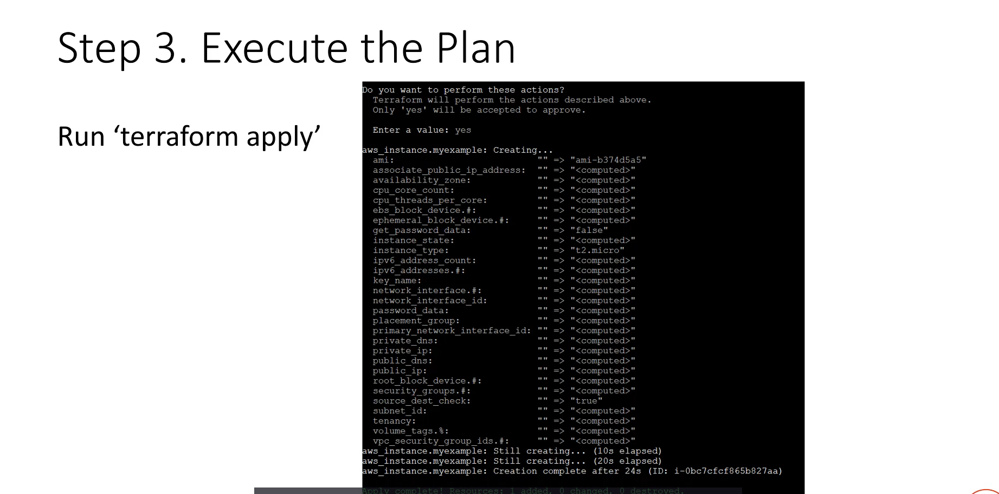 Step 3. Execute the Plan
Run ‘terraform apply’
Do you want to perform these actions?
Terraform will perform the actions described above.
Only 'yes' will be accepted to approve.
Enter a value: yes
aws_instance.myexample: Creating...
ami: "" => "ami-b374d5a5"
associate_public_ip_address: "" => "<computed>"
availability_zone: "" => "<computed>"
cpu_core_count: "" => "<computed>"
cpu_threads_per_core: "" => "<computed>"
ebs_block_device.#: "" => "<computed>"
ephemeral_block_device.#: "" => "<computed>"
get_password_data: "" => "false"
instance_state: "" => "<computed>"
instance_type: "" => "t2.micro"
ipv6_address_count: "" => "<computed>"
ipv6_addresses.#: "" => "<computed>"
key_name: "" => "<computed>"
network_interface.#: "" => "<computed>"
network_interface_id: "" => "<computed>"
password_data: "" => "<computed>"
placement_group: "" => "<computed>"
primary_network_interface_id: "" => "<computed>"
private_dns: "" => "<computed>"
private_ip: "" => "<computed>"
public_dns: "" => "<computed>"
public_ip: "" => "<computed>"
root_block_device.#: "" => "<computed>"
security_groups.#: "" => "<computed>"
source_dest_check: "" => "true"
subnet_id: "" => "<computed>"
tenancy: "" => "<computed>"
volume_tags.%: "" => "<computed>"
vpc_security_group_ids.#: "" => "<computed>"
aws_instance.myexample: Still creating... (10s elapsed)
aws_instance.myexample: Still creating... (20s elapsed)
aws_instance.myexample: Creation complete after 24s (ID: i-0bc7cfcf865b827aa)
Apply complete! Resources: 1 added, 0 changed, 0 destroyed.